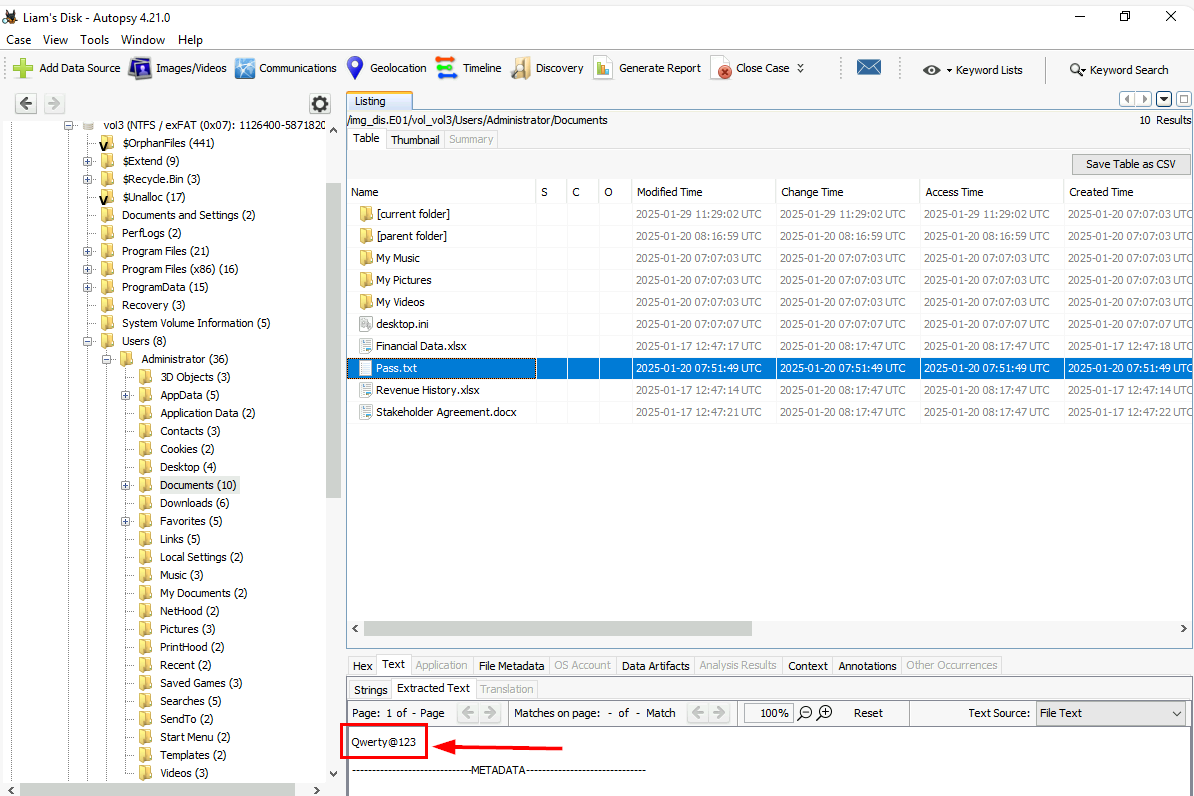 Liam's Disk - Autopsy 4.21.0
Case View Tools Window Help
Add Data Source Images/Videos Communications Geolocation Timeline Discovery Generate Report Close Case Keyword Lists Keyword Search
vol3 (NTFS / exFAT (0x07): 1126400-5871820
$OrphanFiles (441)
$Extend (9)
$Recycle.Bin (3)
$Unalloc (17)
Documents and Settings (2)
PerfLogs (2)
Program Files (21)
Program Files (x86) (16)
ProgramData (15)
Recovery (3)
System Volume Information (5)
Users (8)
Administrator (36)
3D Objects (3)
AppData (5)
Application Data (2)
Contacts (3)
Cookies (2)
Desktop (4)
Documents (10)
Downloads (6)
Favorites (5)
Links (5)
Local Settings (2)
Music (3)
My Documents (2)
NetHood (2)
Pictures (3)
PrintHood (2)
Recent (2)
Saved Games (3)
Searches (5)
SendTo (2)
Start Menu (2)
Templates (2)
Videos (3)
Listing
/img_dis.E01/vol_vol3/Users/Administrator/Documents 10 Results
Table Thumbnail Summary
Save Table as CSV
Name S C O Modified Time Change Time Access Time Created Time
[current folder] 2025-01-29 11:29:02 UTC 2025-01-29 11:29:02 UTC 2025-01-29 11:29:02 UTC 2025-01-20 07:07:03 UTC
[parent folder] 2025-01-20 08:16:59 UTC 2025-01-20 08:16:59 UTC 2025-01-20 08:16:59 UTC 2025-01-20 07:07:03 UTC
My Music 2025-01-20 07:07:03 UTC 2025-01-20 07:07:03 UTC 2025-01-20 07:07:03 UTC 2025-01-20 07:07:03 UTC
My Pictures 2025-01-20 07:07:03 UTC 2025-01-20 07:07:03 UTC 2025-01-20 07:07:03 UTC 2025-01-20 07:07:03 UTC
My Videos 2025-01-20 07:07:03 UTC 2025-01-20 07:07:03 UTC 2025-01-20 07:07:03 UTC 2025-01-20 07:07:03 UTC
desktop.ini 2025-01-20 07:07:07 UTC 2025-01-20 07:07:07 UTC 2025-01-20 07:07:07 UTC 2025-01-20 07:07:07 UTC
Financial Data.xlsx 2025-01-17 12:47:17 UTC 2025-01-20 08:17:47 UTC 2025-01-20 08:17:47 UTC 2025-01-17 12:47:18 UTC
Pass.txt 2025-01-20 07:51:49 UTC 2025-01-20 07:51:49 UTC 2025-01-20 07:51:49 UTC 2025-01-20 07:51:49 UTC
Revenue History.xlsx 2025-01-17 12:47:14 UTC 2025-01-20 08:17:47 UTC 2025-01-20 08:17:47 UTC 2025-01-17 12:47:14 UTC
Stakeholder Agreement.docx 2025-01-17 12:47:21 UTC 2025-01-20 08:17:47 UTC 2025-01-20 08:17:47 UTC 2025-01-17 12:47:22 UTC
Hex Text Application File Metadata OS Account Data Artifacts Analysis Results Context Annotations Other Occurrences
Strings Extracted Text Translation
Page: 1 of - Page Matches on page: - of - Match 100% Reset Text Source: File Text
Qwerty@123
------------------------------METADATA------------------------------